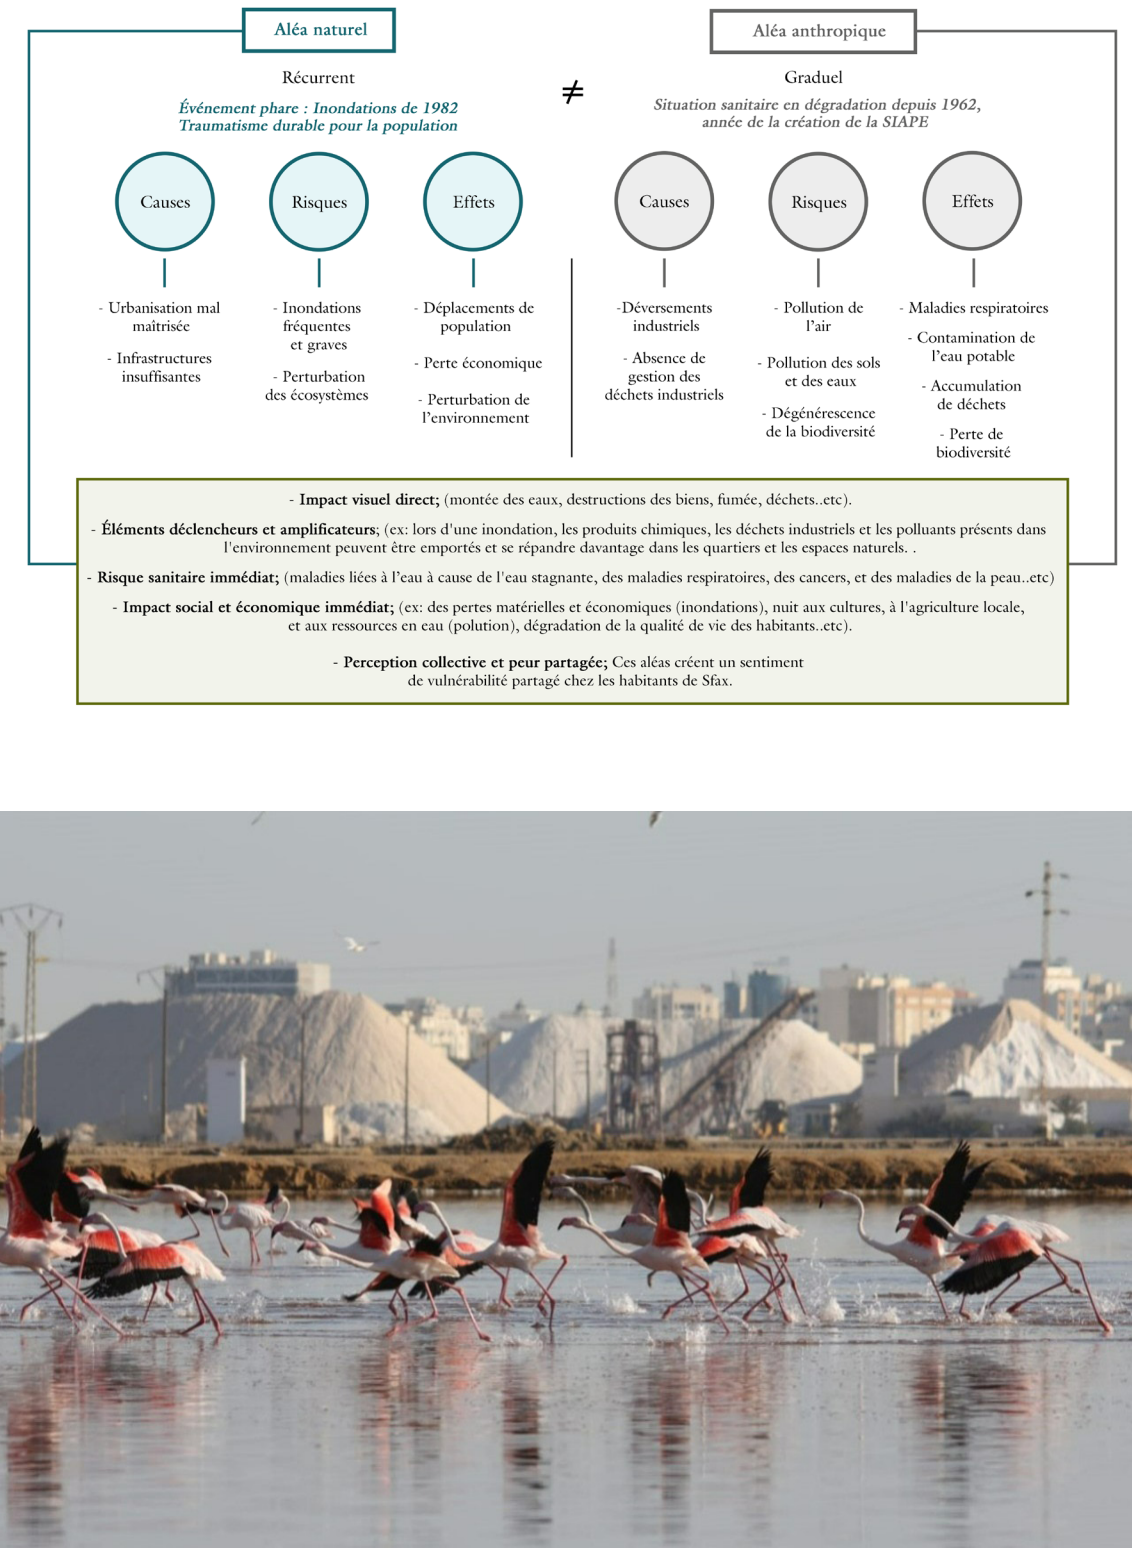 Aléa naturel
Récurrent
Événement phare : Inondations de 1982
Traumatisme durable pour la population
≠
Aléa anthropique
Graduel
Situation sanitaire en dégradation depuis 1962,
année de la création de la SIAPE
Causes
Risques
Effets
Causes
Risques
Effets
- Urbanisation mal
maîtrisée
- Infrastructures
insuffisantes
- Inondations
fréquentes
et graves
- Perturbation
des écosystèmes
- Déplacements de
population
- Perte économique
- Perturbation de
l’environnement
-Déversements
industriels
- Absence de
gestion des
déchets industriels
- Pollution de
l’air
- Pollution des sols
et des eaux
- Dégénérescence
de la biodiversité
- Maladies respiratoires
- Contamination de
l’eau potable
- Accumulation
de déchets
- Perte de
biodiversité
- Impact visuel direct; (montée des eaux, destructions des biens, fumée, déchets..etc).
- Éléments déclencheurs et amplificateurs; (ex: lors d'une inondation, les produits chimiques, les déchets industriels et les polluants présents dans
l'environnement peuvent être emportés et se répandre davantage dans les quartiers et les espaces naturels. .
- Risque sanitaire immédiat; (maladies liées à l’eau à cause de l'eau stagnante, des maladies respiratoires, des cancers, et des maladies de la peau..etc)
- Impact social et économique immédiat; (ex: des pertes matérielles et économiques (inondations), nuit aux cultures, à l'agriculture locale,
et aux ressources en eau (polution), dégradation de la qualité de vie des habitants..etc).
- Perception collective et peur partagée; Ces aléas créent un sentiment
de vulnérabilité partagé chez les habitants de Sfax.